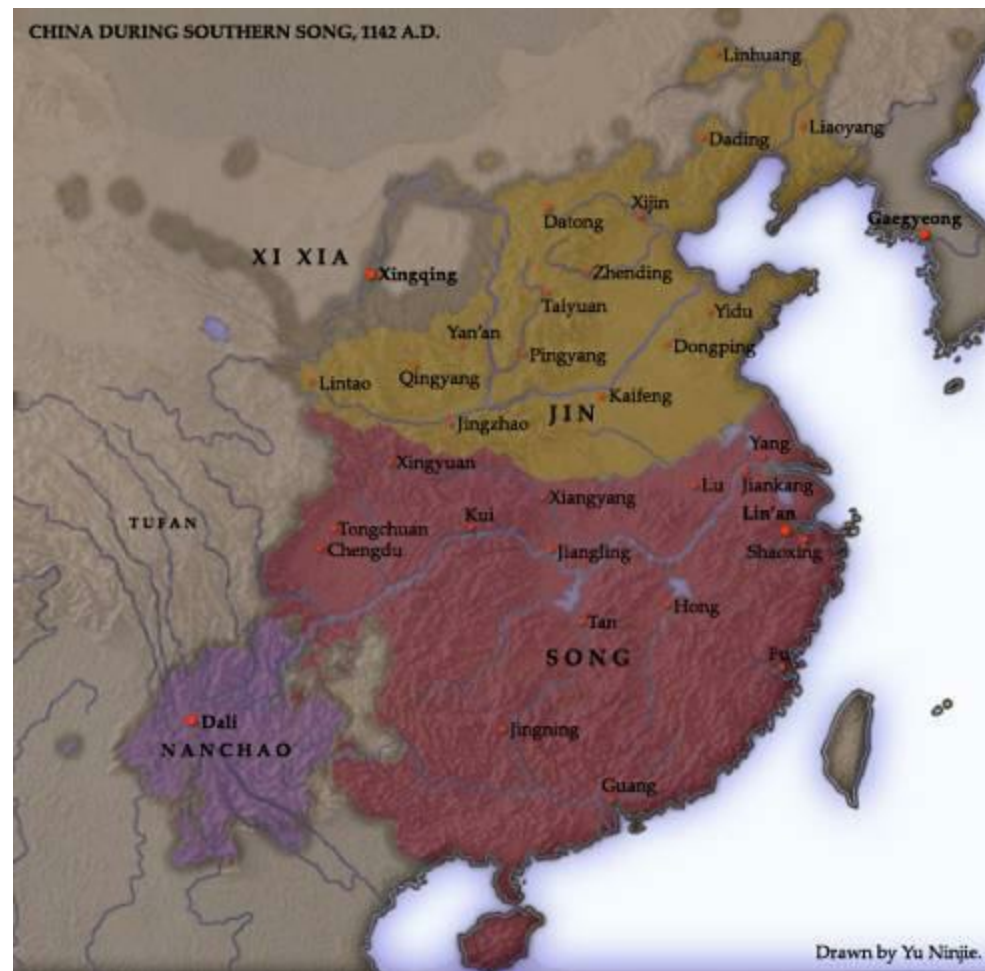 CHINA DURING SOUTHERN SONG, 1142 A.D.
Linhuang
Liaoyang
Dading
Xijin
Datong
Gaegyeong
XI XIA
Xingqing
Zhending
Taiyuan
Yidu
Yan'an
Dongping
Pingyang
Qingyang
Lintao
Kaifeng
JIN
Jingzhao
Yang
Xingyuan
Lu
Jiankang
Xiangyang
Lin'an
Kui
TUFAN
Tongchuan
Chengdu
Jiangling
Shaoxing
Hong
Tan
SONG
Fu
Dali
NANCHAO
Jingning
Guang
Drawn by Yu Ninjie.